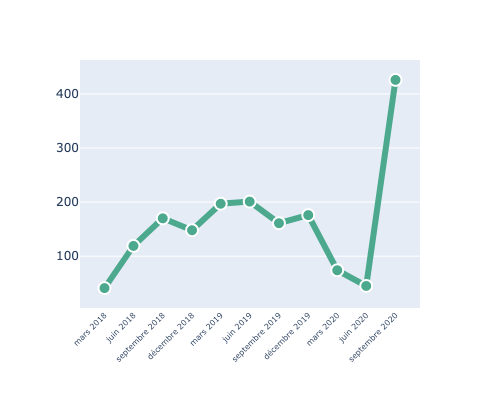 400
300
200
100
mars 2018
juin 2018
septembre 2018
décembre 2018
mars 2019
juin 2019
septembre 2019
décembre 2019
mars 2020
juin 2020
septembre 2020